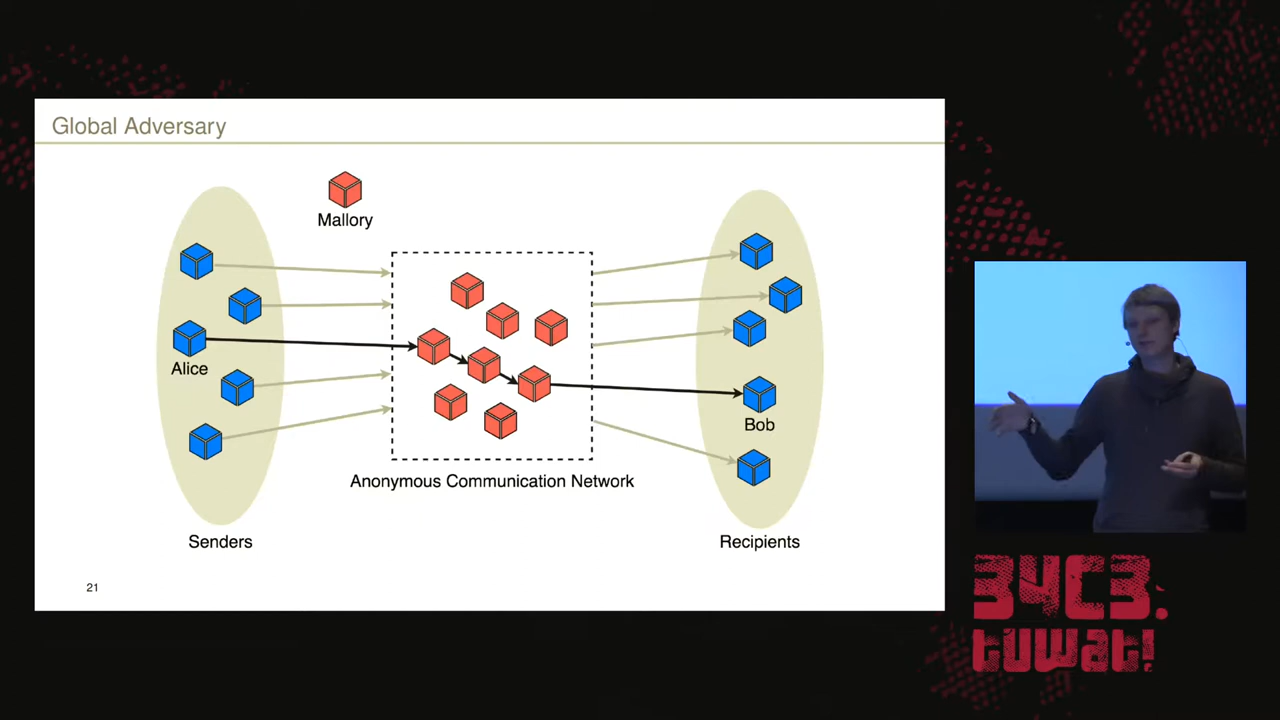 Global Adversary
Mallory
Alice
Bob
Anonymous Communication Network
Senders
Recipients
21
34C3.
tuwat!